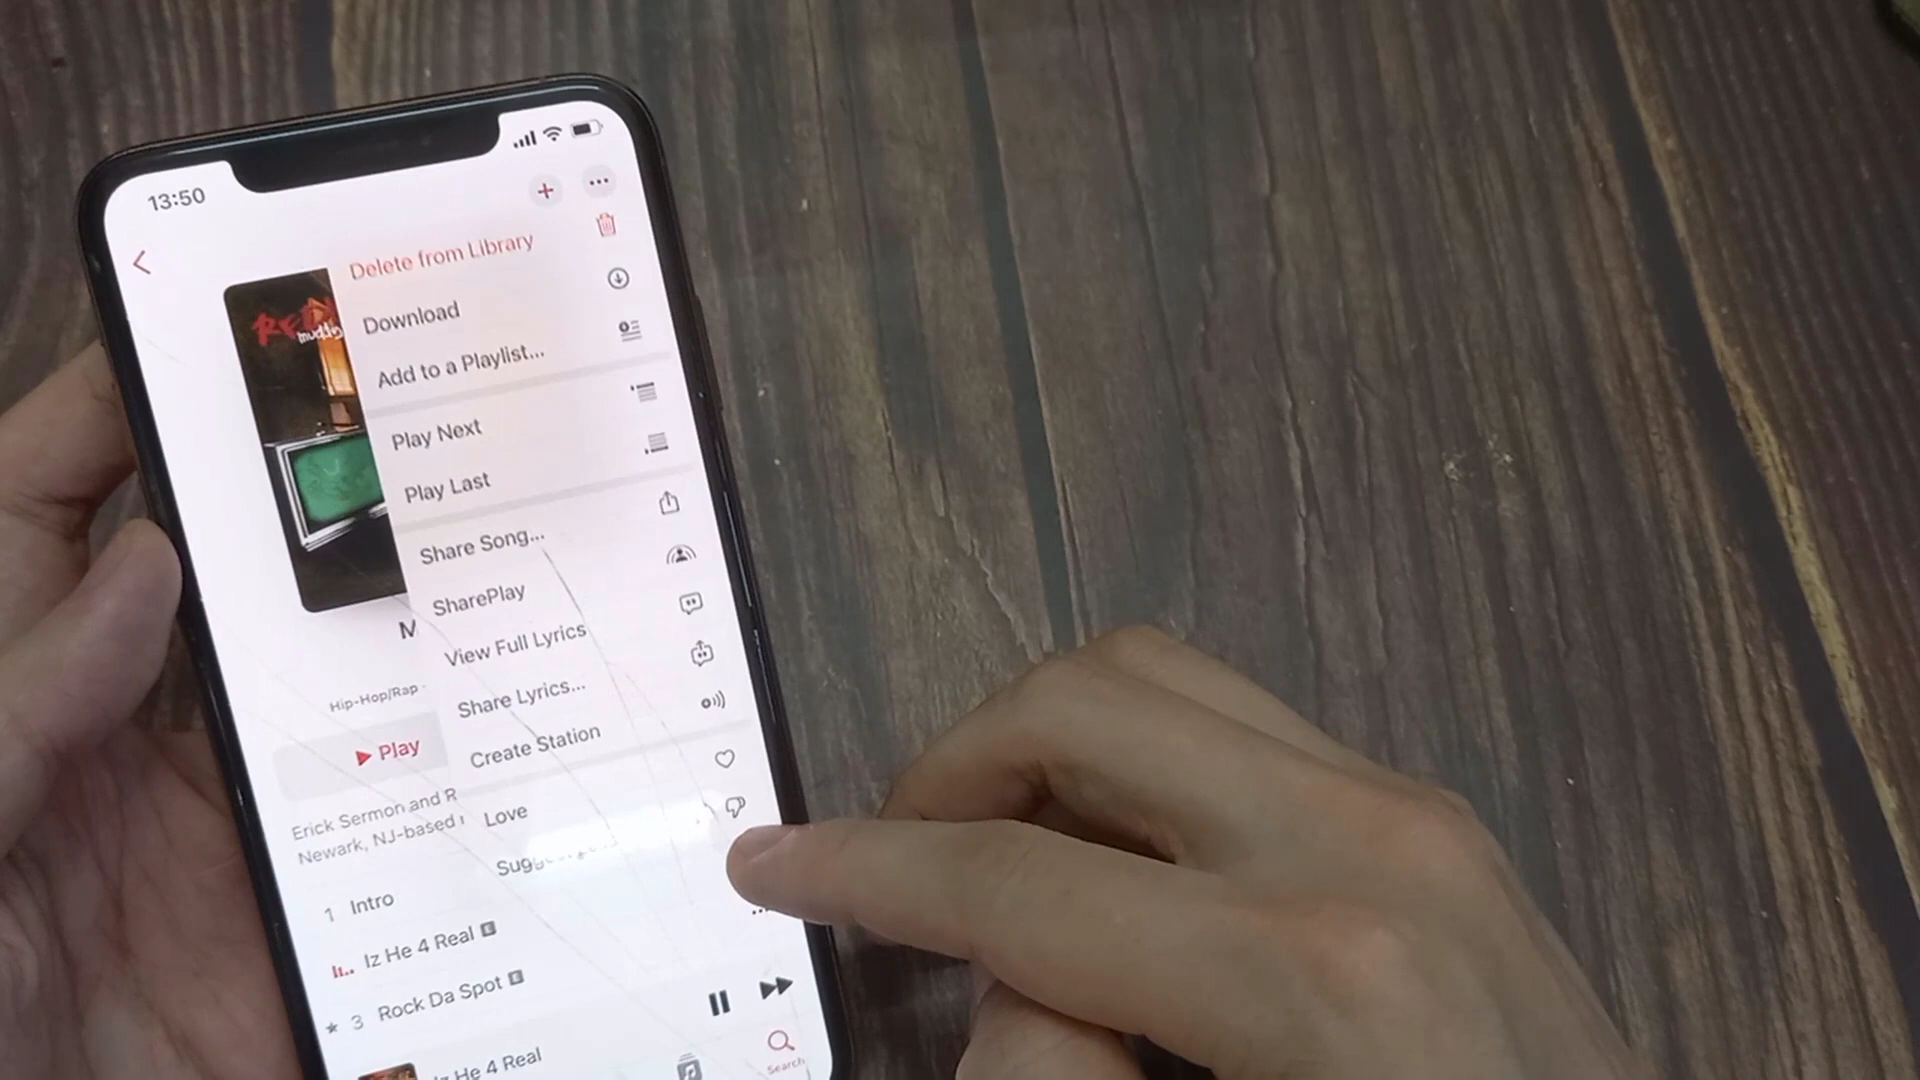 13:50
Delete from Library
Download
Add to a Playlist...
Play Next
Play Last
Share Song...
SharePlay
View Full Lyrics
Share Lyrics...
Create Station
Love
muddy
M
Hip-Hop/Rap
Play
Erick Sermon and R
Newark, NJ-based
1 Intro
Iz He 4 Real E
★ 3 Rock Da Spot E
He 4 Real
Search